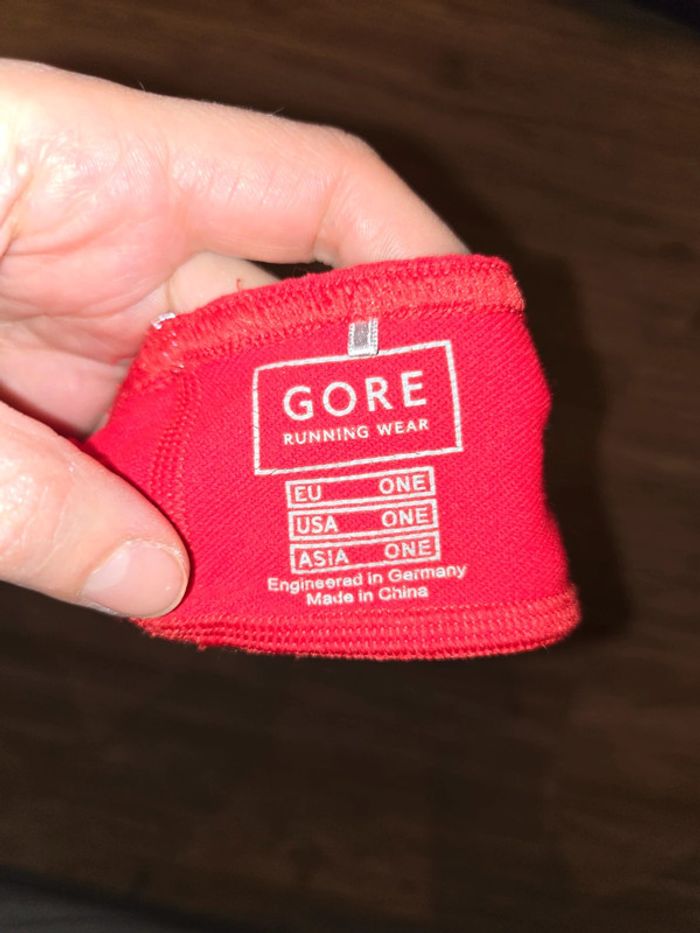 GORE
RUNNING WEAR
EU ONE
USA ONE
ASIA ONE
Engineered in Germany
Made in China